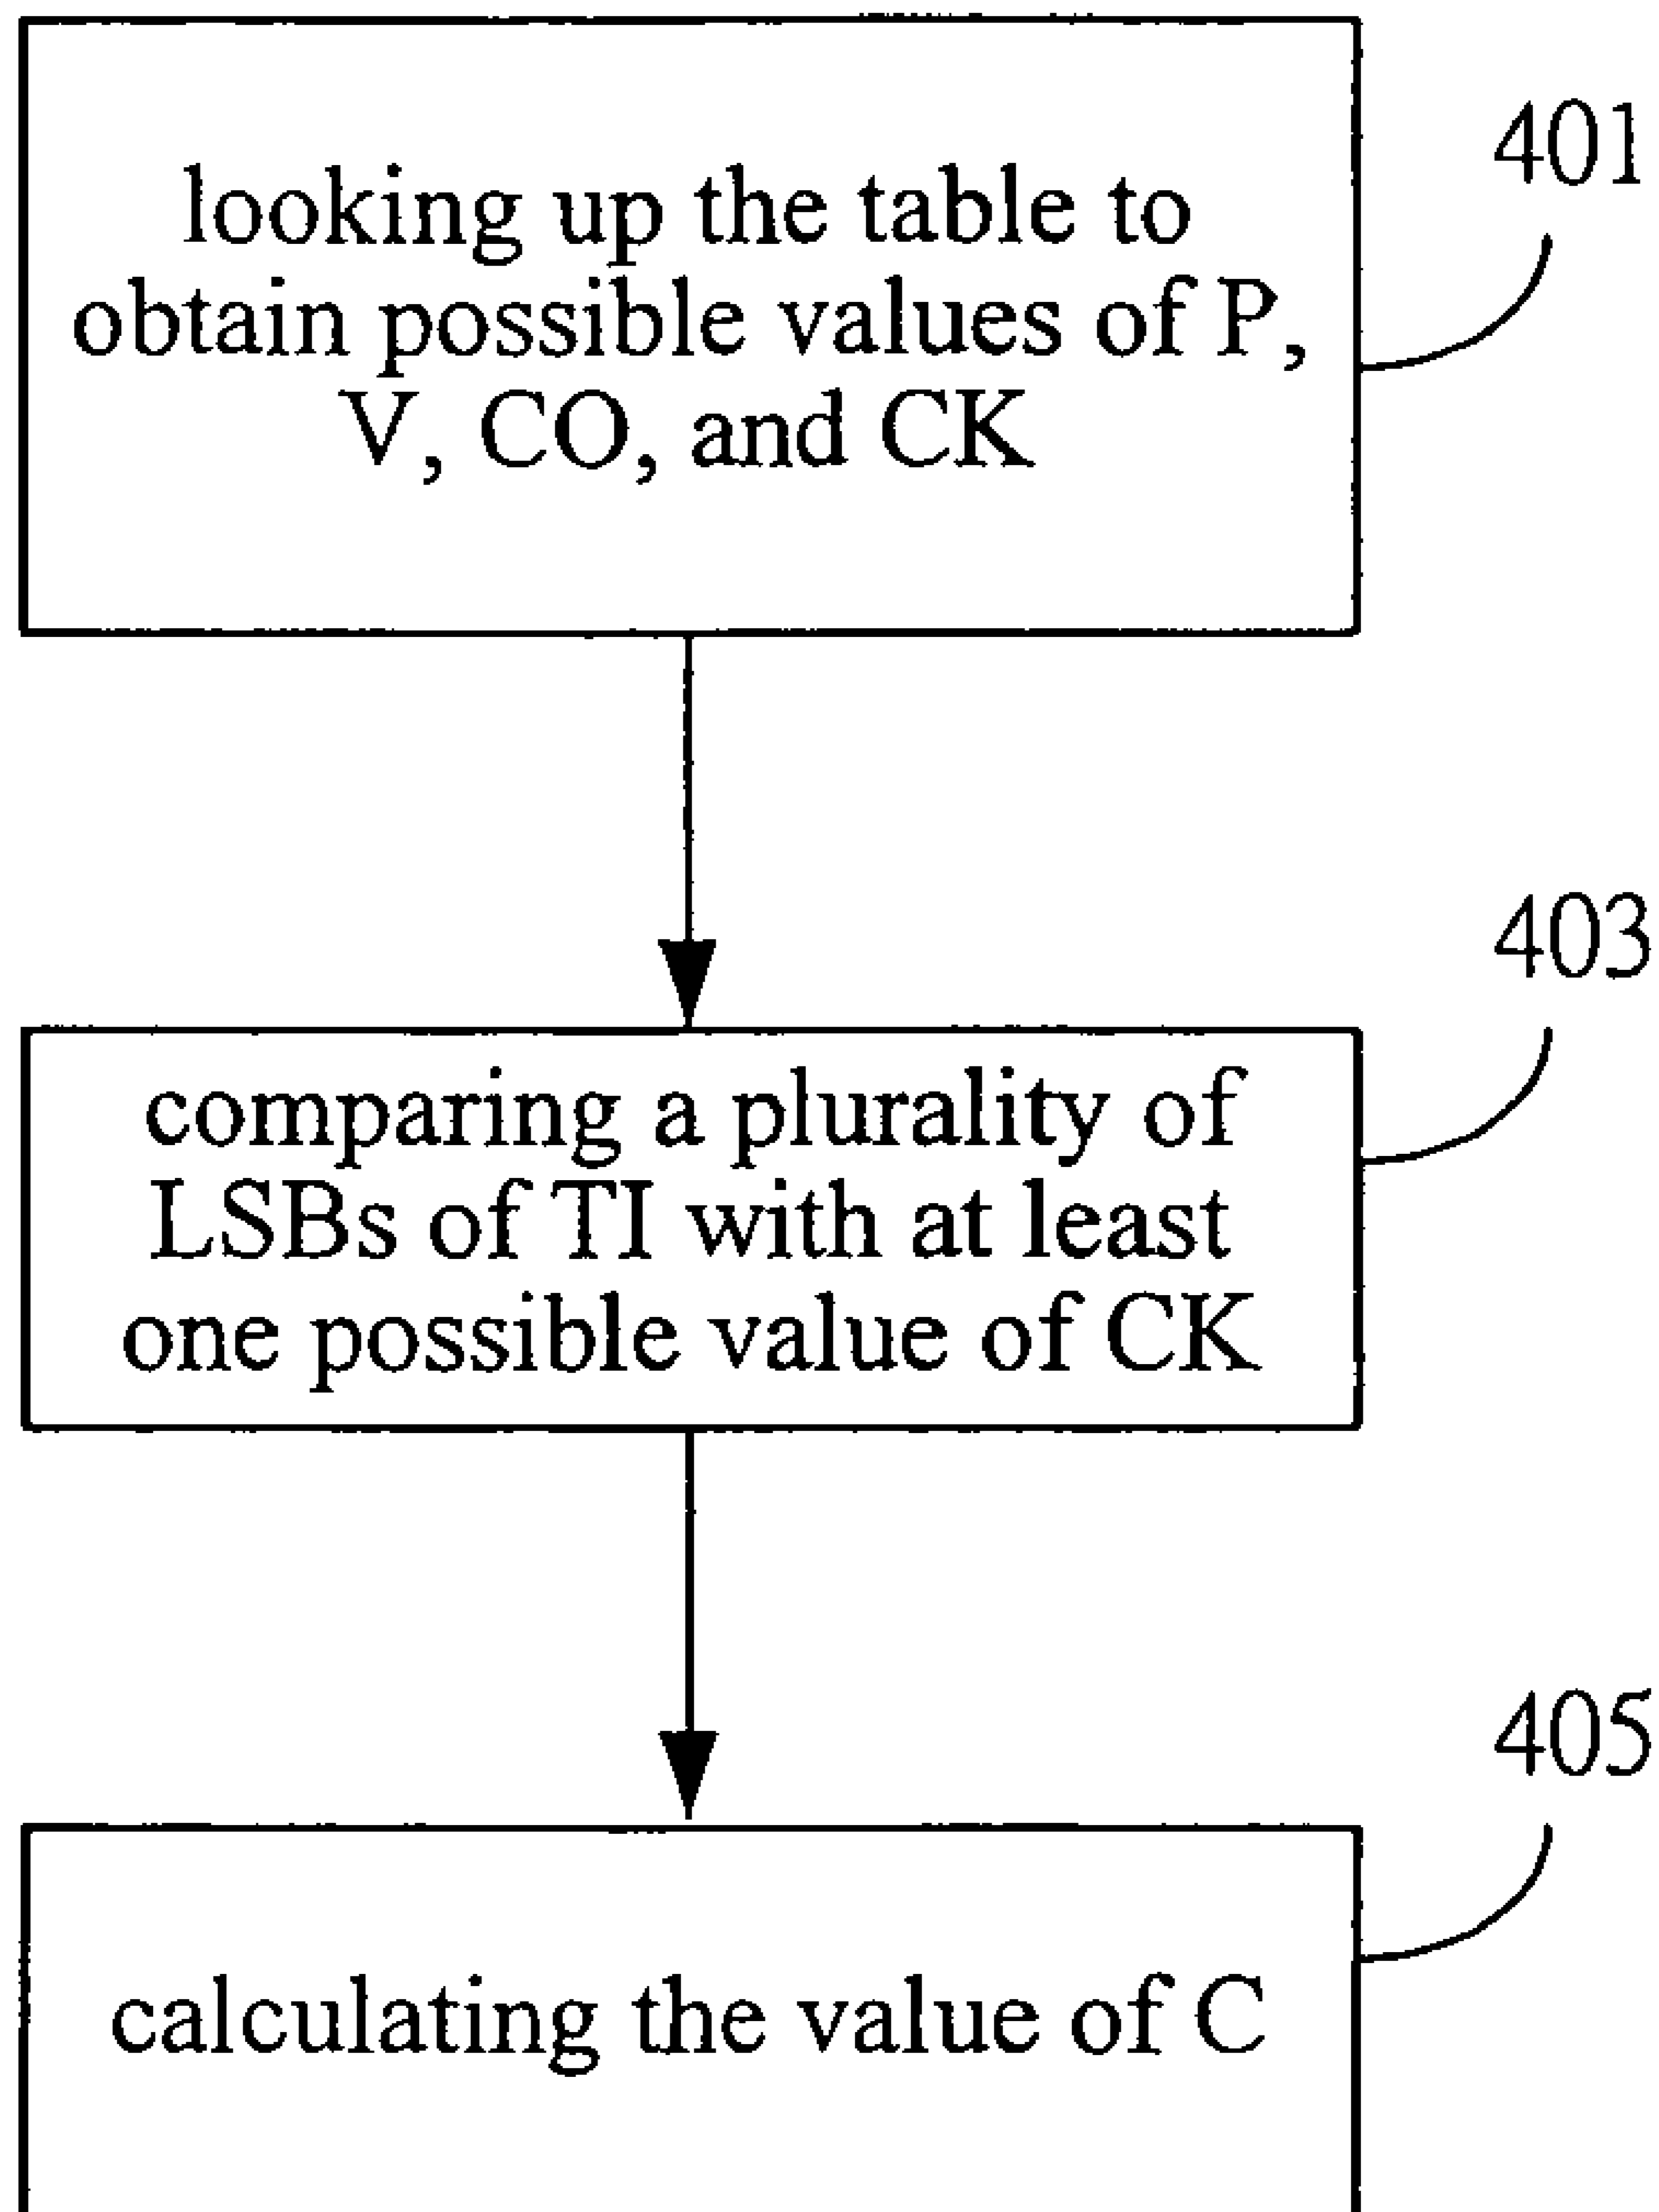 401
looking up the table to
obtain possible values of P,
V, CO, and CK
403
comparing a plurality of
LSBs of TI with at least
one possible value of CK
405
calculating the value of C